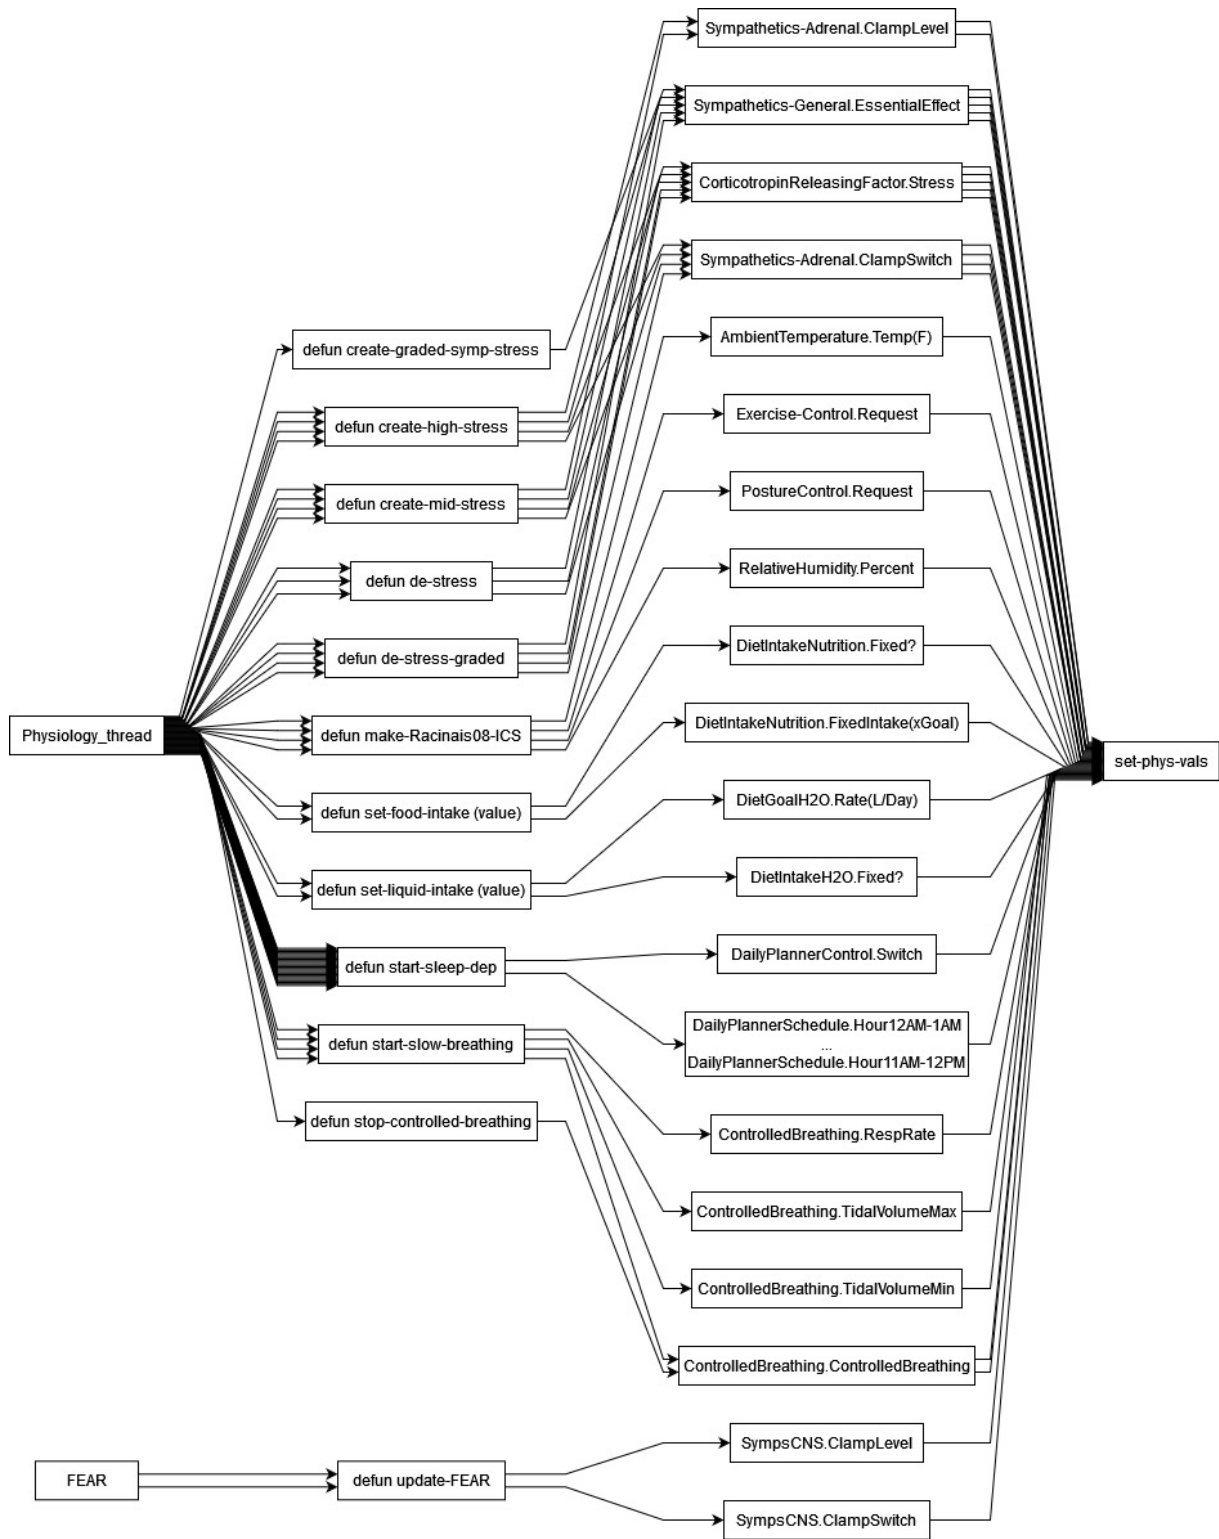 Sympathetics-Adrenal.ClampLevel
Sympathetics-General.EssentialEffect
CorticotropinReleasingFactor.Stress
Sympathetics-Adrenal.ClampSwitch
AmbientTemperature.Temp(F)
defun create-graded-symp-stress
Exercise-Control.Request
defun create-high-stress
PostureControl.Request
defun create-mid-stress
RelativeHumidity.Percent
defun de-stress
DietIntakeNutrition.Fixed?
defun de-stress-graded
DietIntakeNutrition.FixedIntake(xGoal)
Physiology_thread
defun make-Racinais08-ICS
set-phys-vals
DietGoalH2O.Rate(L/Day)
defun set-food-intake (value)
DietIntakeH2O.Fixed?
defun set-liquid-intake (value)
DailyPlannerControl.Switch
defun start-sleep-dep
DailyPlannerSchedule.Hour12AM-1AM
...
DailyPlannerSchedule.Hour11AM-12PM
defun start-slow-breathing
defun stop-controlled-breathing
ControlledBreathing.RespRate
ControlledBreathing.TidalVolumeMax
ControlledBreathing.TidalVolumeMin
ControlledBreathing.ControlledBreathing
SympsCNS.ClampLevel
FEAR
defun update-FEAR
SympsCNS.ClampSwitch